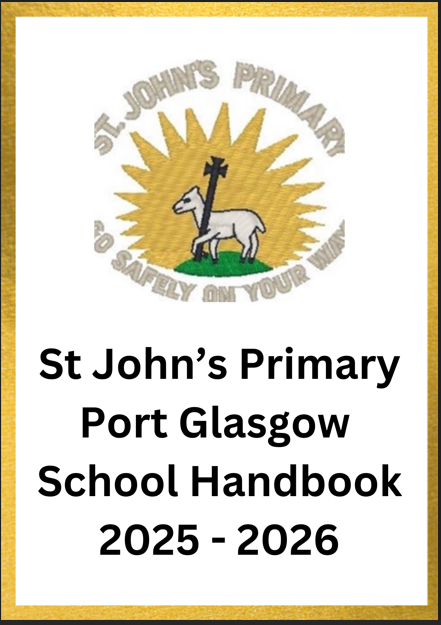 ST. JOHN'S PRIMARY
GO SAFELY ON YOUR WAY
St John’s Primary
Port Glasgow
School Handbook
2025 - 2026